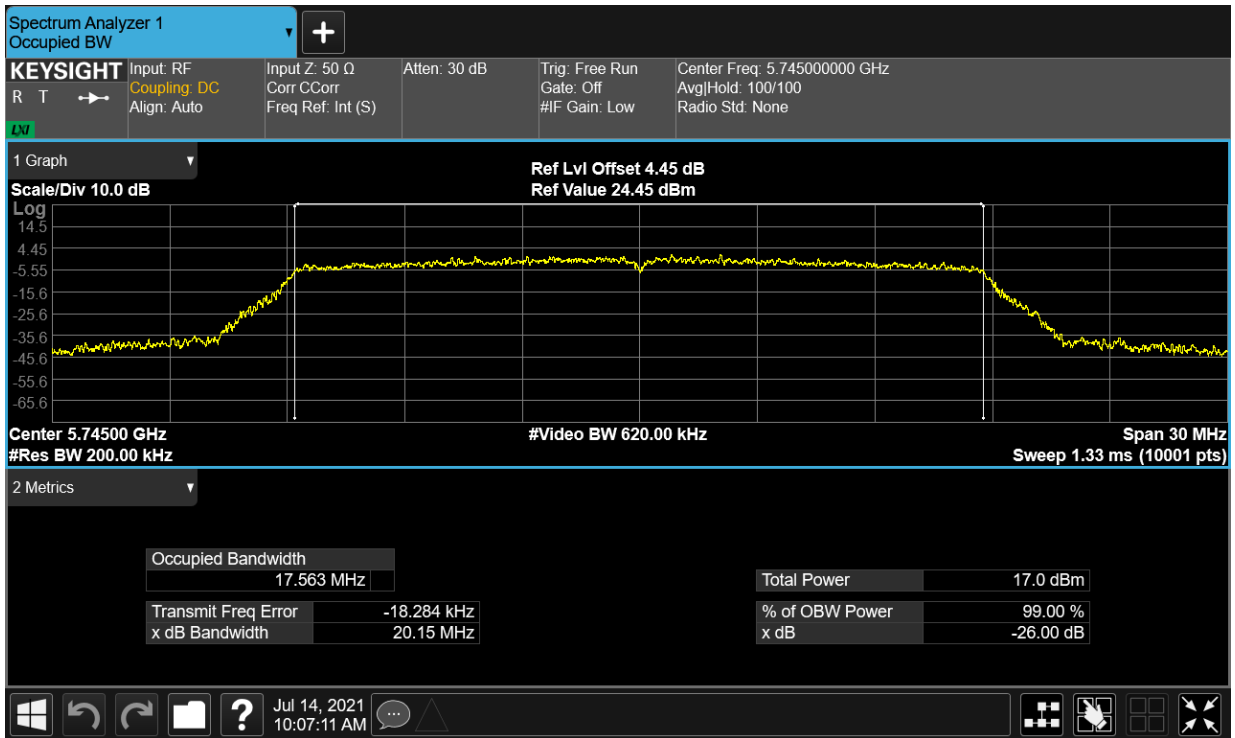 Spectrum Analyzer 1
Occupied BW
KEYSIGHT
R T
LXI
Input: RF
Coupling: DC
Align: Auto
Input Z: 50 Ω
Corr CCorr
Freq Ref: Int (S)
Atten: 30 dB
Trig: Free Run
Gate: Off
#IF Gain: Low
Center Freq: 5.745000000 GHz
Avg|Hold: 100/100
Radio Std: None
1 Graph
Scale/Div 10.0 dB
Ref Lvl Offset 4.45 dB
Ref Value 24.45 dBm
Log
14.5
4.45
-5.55
-15.6
-25.6
-35.6
-45.6
-55.6
-65.6
Center 5.74500 GHz
#Res BW 200.00 kHz
#Video BW 620.00 kHz
Span 30 MHz
Sweep 1.33 ms (10001 pts)
2 Metrics
Occupied Bandwidth
17.563 MHz
Transmit Freq Error -18.284 kHz
x dB Bandwidth 20.15 MHz
Total Power 17.0 dBm
% of OBW Power 99.00 %
x dB -26.00 dB
?
Jul 14, 2021
10:07:11 AM